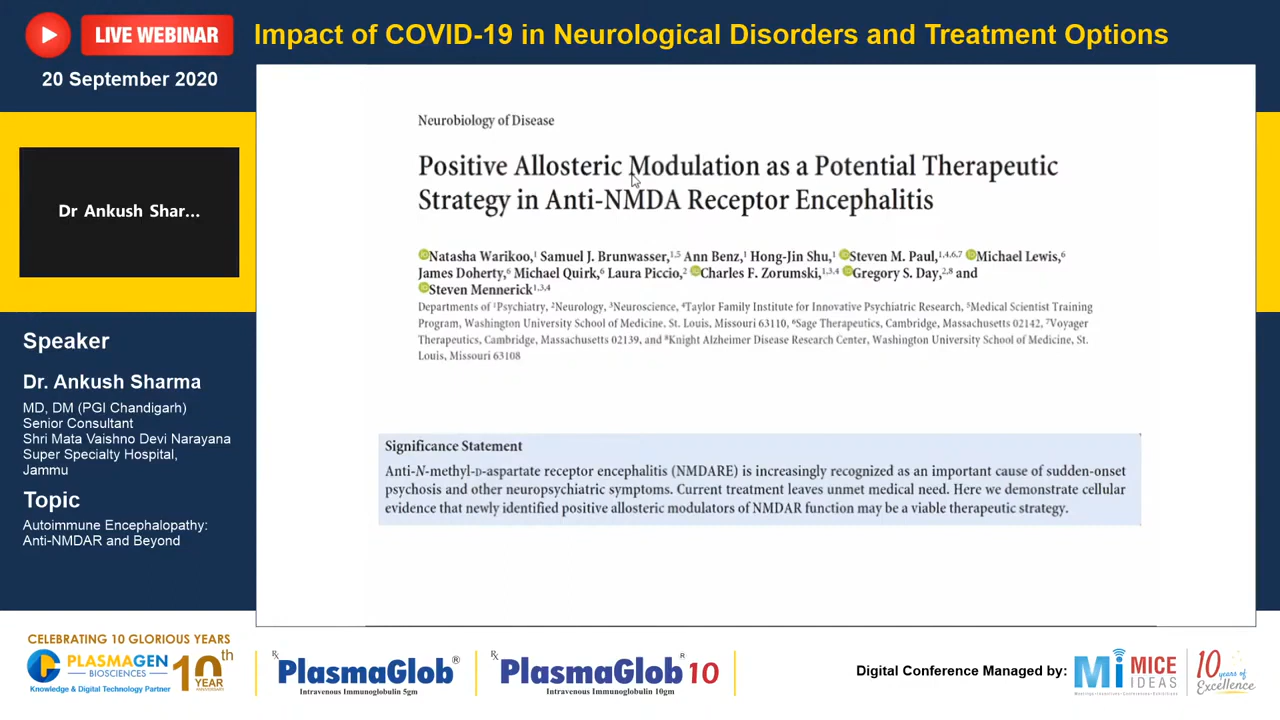 LIVE WEBINAR
20 September 2020
Impact of COVID-19 in Neurological Disorders and Treatment Options
Dr Ankush Shar...
Speaker
Dr. Ankush Sharma
MD, DM (PGI Chandigarh)
Senior Consultant
Shri Mata Vaishno Devi Narayana
Super Specialty Hospital,
Jammu
Topic
Autoimmune Encephalopathy:
Anti-NMDAR and Beyond
Neurobiology of Disease
Positive Allosteric Modulation as a Potential Therapeutic
Strategy in Anti-NMDA Receptor Encephalitis
Natasha Warikoo,¹ Samuel J. Brunwasser,¹,⁵ Ann Benz,¹ Hong-Jin Shu,¹ Steven M. Paul,¹,⁴,⁶,⁷ Michael Lewis,⁶
James Doherty,⁶ Michael Quirk,⁶ Laura Piccio,² Charles F. Zorumski,¹,³,⁴ Gregory S. Day,²,⁸ and
Steven Mennerick¹,³,⁴
Departments of ¹Psychiatry, ²Neurology, ³Neuroscience, ⁴Taylor Family Institute for Innovative Psychiatric Research, ⁵Medical Scientist Training
Program, Washington University School of Medicine, St. Louis, Missouri 63110, ⁶Sage Therapeutics, Cambridge, Massachusetts 02142, ⁷Voyager
Therapeutics, Cambridge, Massachusetts 02139, and ⁸Knight Alzheimer Disease Research Center, Washington University School of Medicine, St.
Louis, Missouri 63108
Significance Statement
Anti-N-methyl-D-aspartate receptor encephalitis (NMDARE) is increasingly recognized as an important cause of sudden-onset
psychosis and other neuropsychiatric symptoms. Current treatment leaves unmet medical need. Here we demonstrate cellular
evidence that newly identified positive allosteric modulators of NMDAR function may be a viable therapeutic strategy.
CELEBRATING 10 GLORIOUS YEARS
PLASMAGEN
BIOSCIENCES
Knowledge & Digital Technology Partner
10th
YEAR
ANNIVERSARY
Rx
PlasmaGlob®
Intravenous Immunoglobulin 5gm
Rx
PlasmaGlob® 10
Intravenous Immunoglobulin 10gm
Digital Conference Managed by:
Mi MICE
IDEAS
10 years of
Excellence